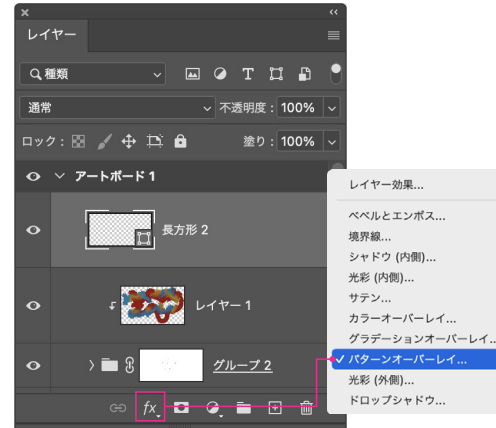 レイヤー
種類
通常
不透明度：
100%
ロック：
塗り：
100%
アートボード 1
長方形 2
レイヤー 1
グループ 2
fx
レイヤー効果...
ベベルとエンボス...
境界線...
シャドウ (内側)...
光彩 (内側)...
サテン...
カラーオーバーレイ...
グラデーションオーバーレイ...
パターンオーバーレイ...
光彩 (外側)...
ドロップシャドウ...